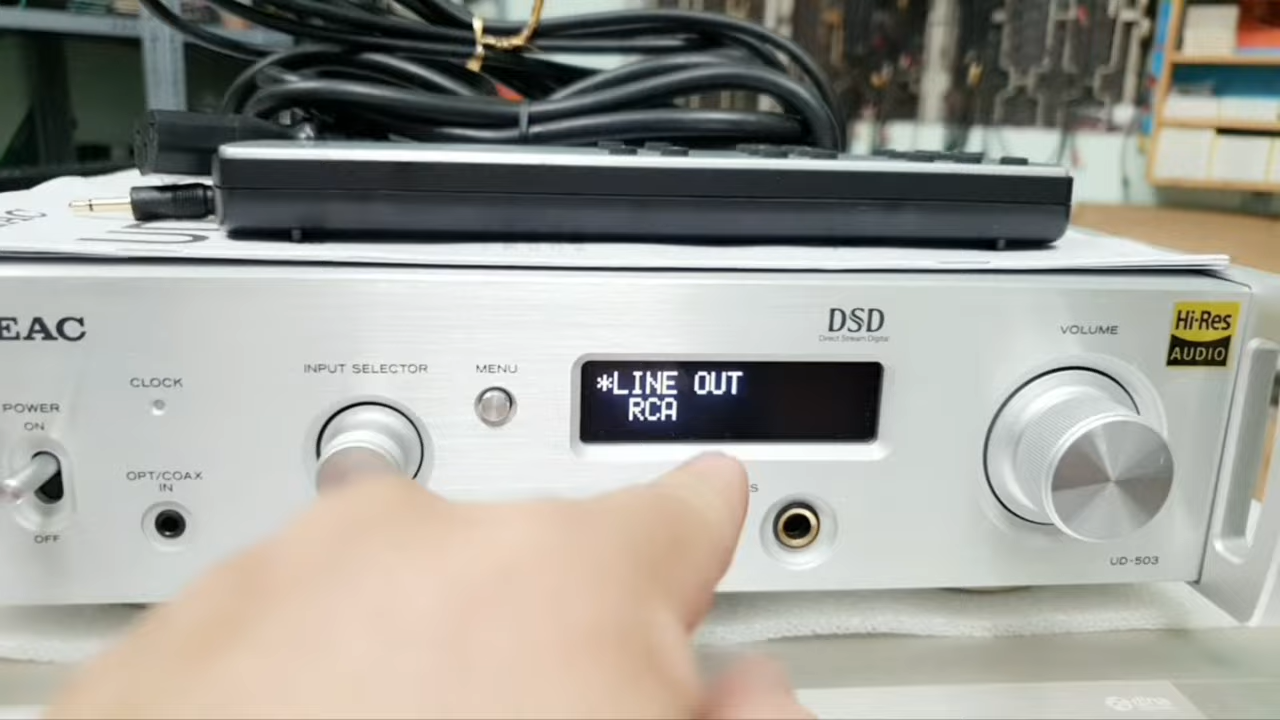 EAC
CLOCK
POWER
ON
OPT/COAX
IN
OFF
INPUT SELECTOR
MENU
*LINE OUT
RCA
DSD
Direct Stream Digital
VOLUME
Hi-Res
AUDIO
UD-503